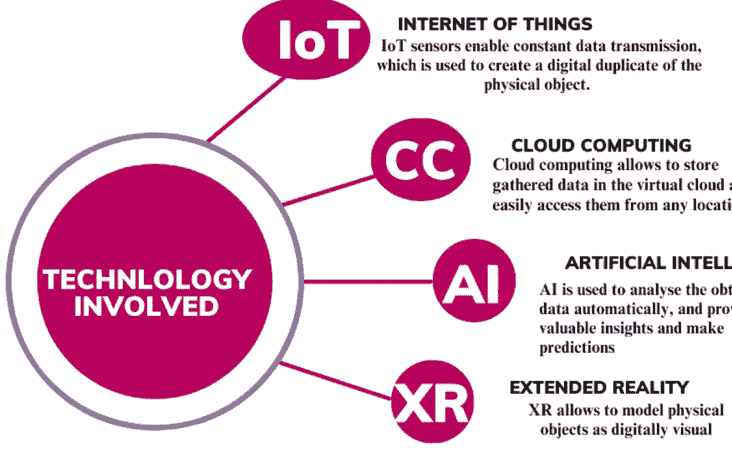 IoT
INTERNET OF THINGS
IoT sensors enable constant data transmission,
which is used to create a digital duplicate of the
physical object.
CC
CLOUD COMPUTING
Cloud computing allows to store
gathered data in the virtual cloud
easily access them from any
TECHNLOLOGY
INVOLVED
AI
ARTIFICIAL
AI is used to analyse the
data automatically, and
valuable insights and make
predictions
XR
EXTENDED REALITY
XR allows to model physical
objects as digitally visual